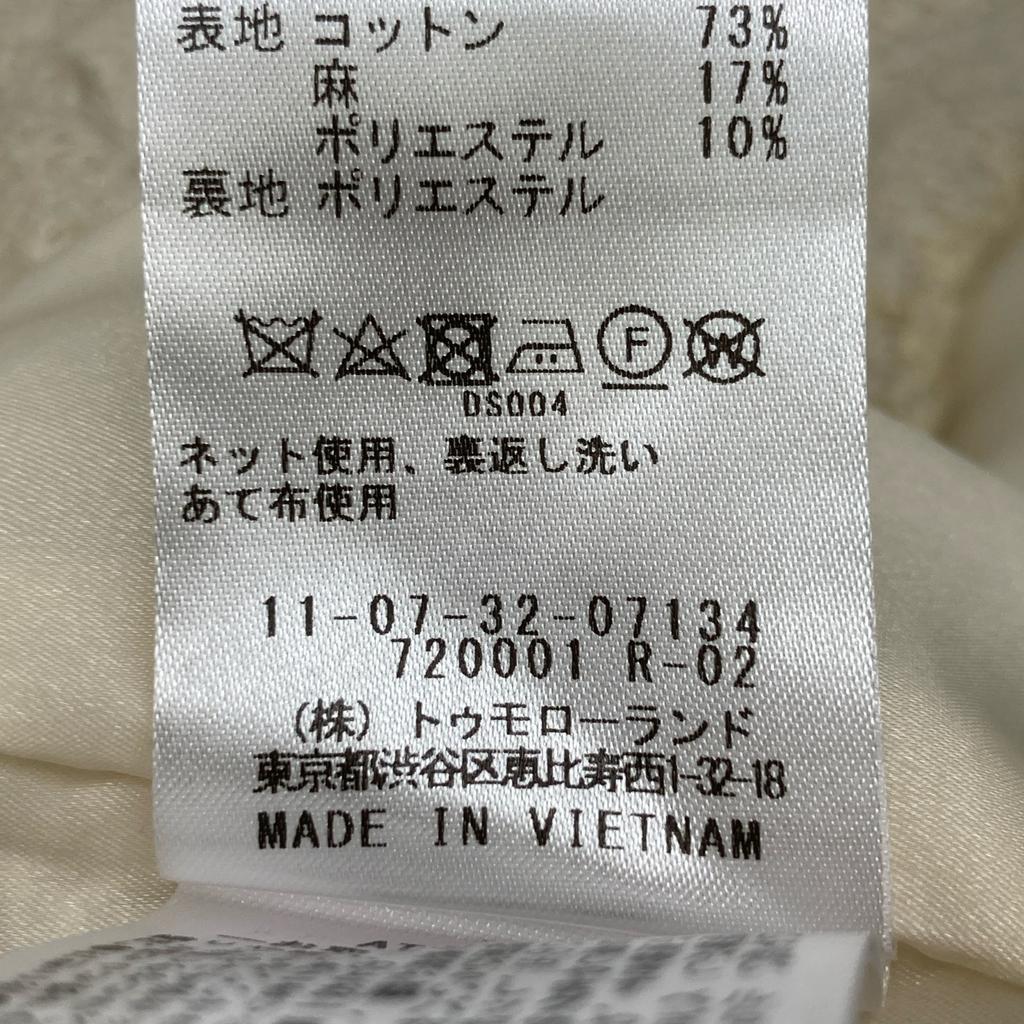 表地 コットン 73%
麻 17%
ポリエステル 10%
裏地 ポリエステル
F W
DS004
ネット使用、裏返し洗い
あて布使用
11-07-32-07134
720001 R-02
(株) トゥモローランド
東京都渋谷区恵比寿西1-32-18
MADE IN VIETNAM